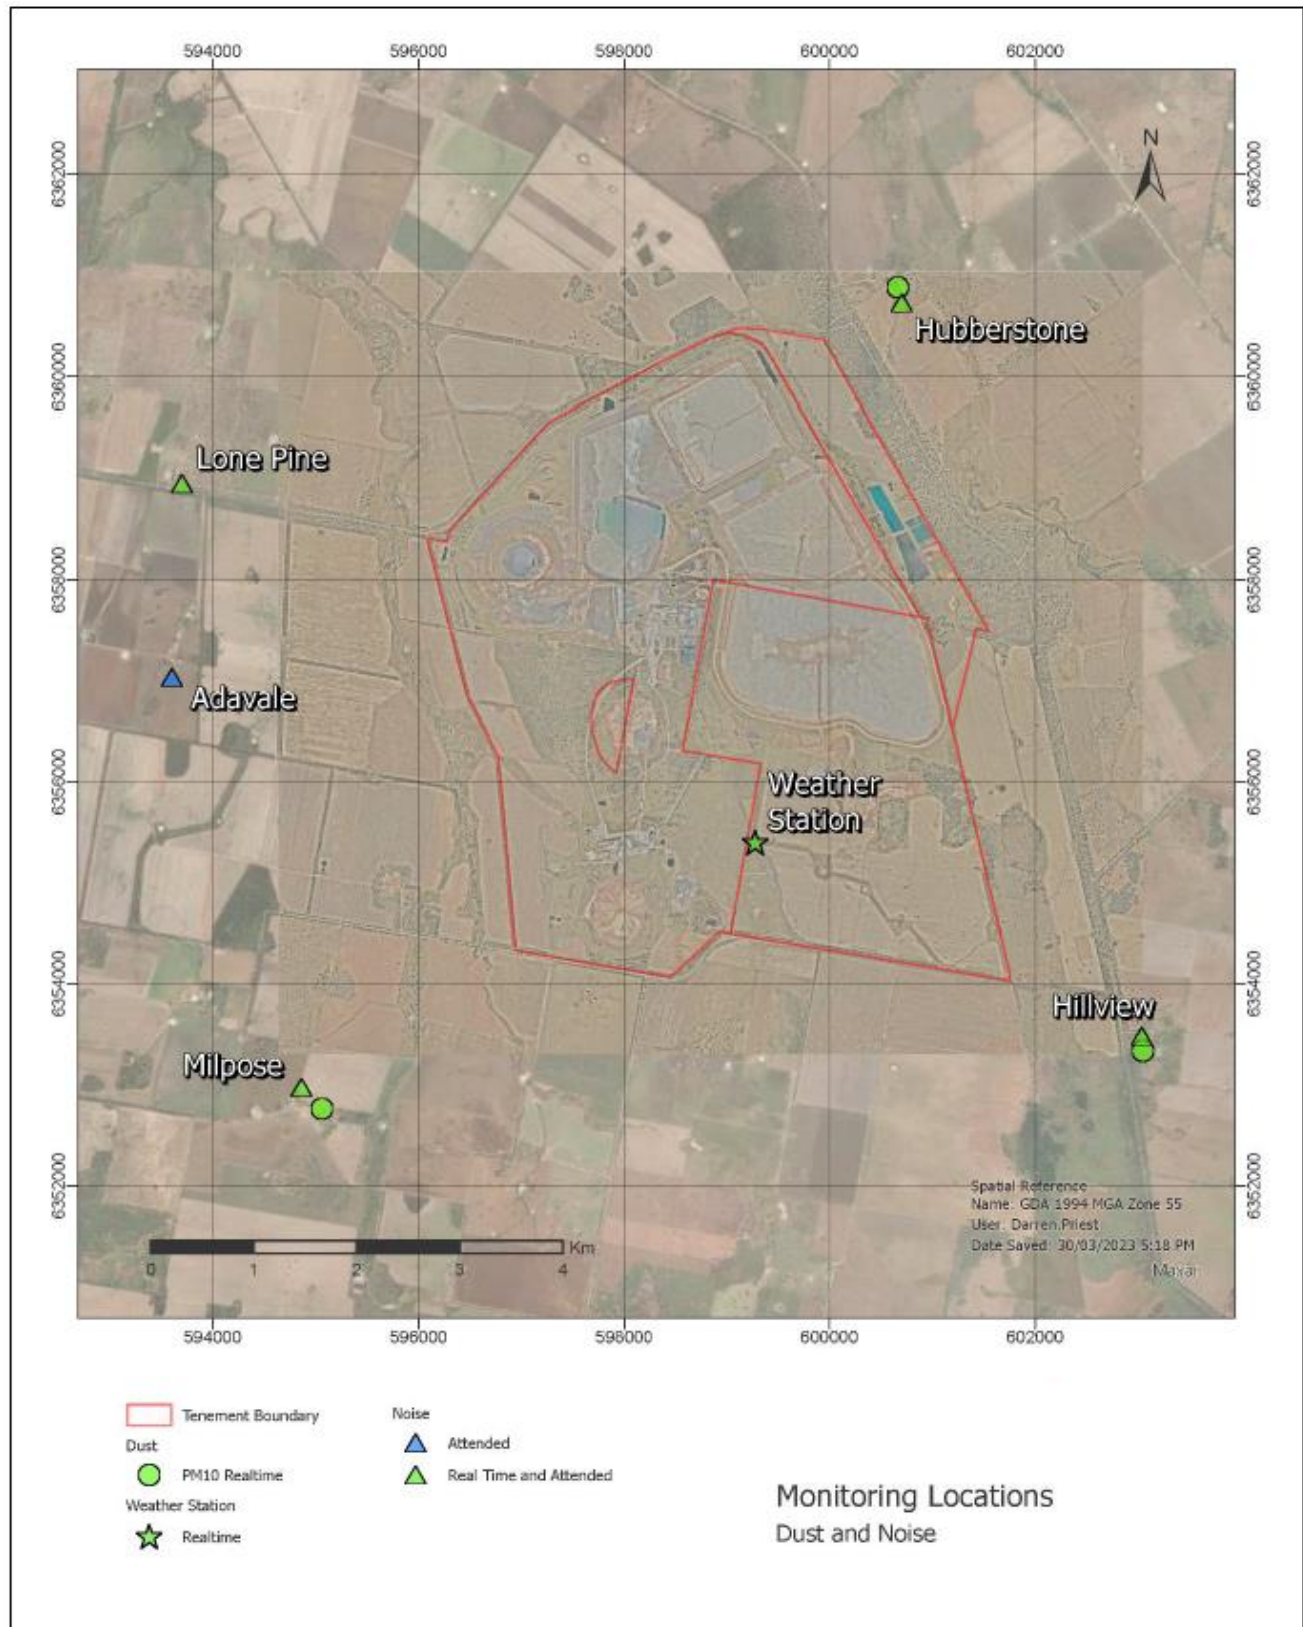 594000 596000 598000 600000 602000
N
6362000 6362000
Hubberstone
6360000 6360000
Lone Pine
6358000 6358000
Adavale
6356000 6356000
Weather
Station
6354000 6354000
Hillview
Milpose
6352000 6352000
Spatial Reference
Name: GDA 1994 MGA Zone 55
User: Darren.Priest
Date Saved: 30/03/2023 5:18 PM
Maxar
Km
0 1 2 3 4
594000 596000 598000 600000 602000
Tenement Boundary
Dust
PM10 Realtime
Weather Station
Realtime
Noise
Attended
Real Time and Attended
Monitoring Locations
Dust and Noise